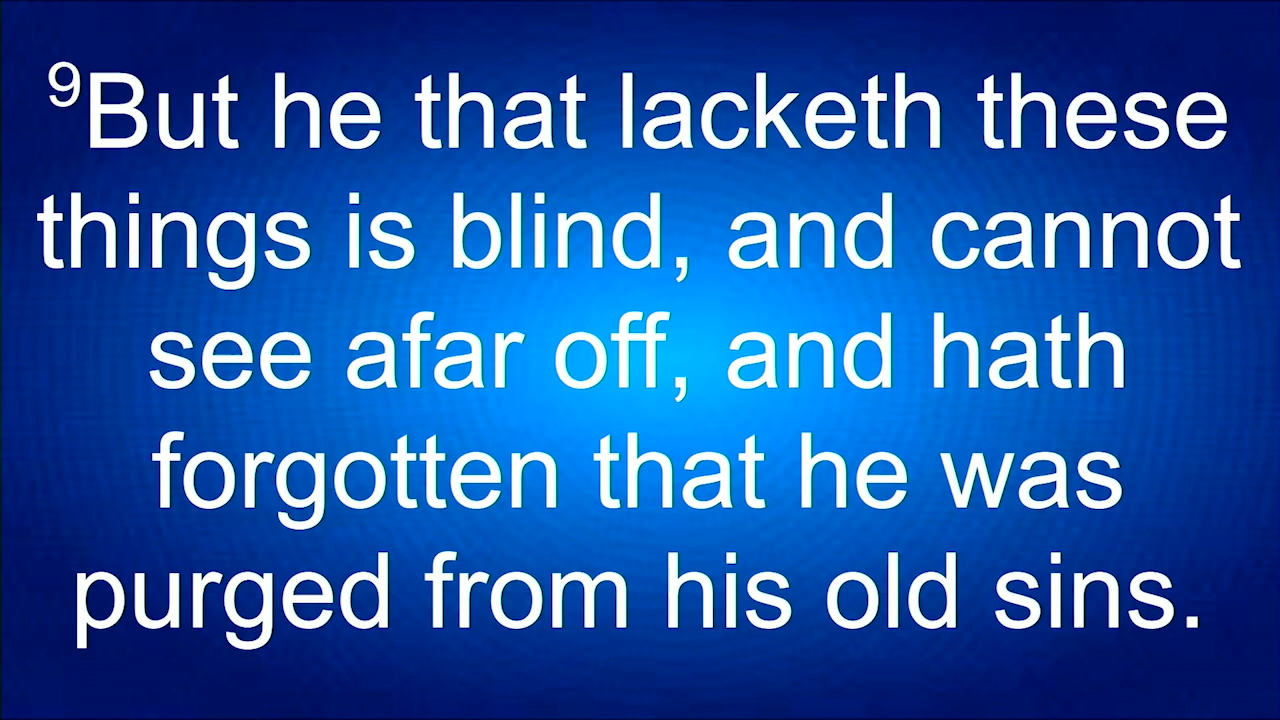 ⁹But he that lacketh these
things is blind, and cannot
see afar off, and hath
forgotten that he was
purged from his old sins.